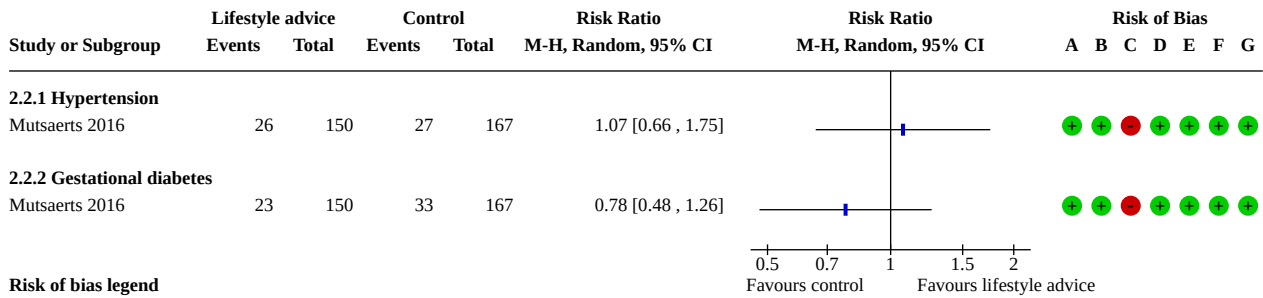 Lifestyle advice Control Risk Ratio Risk Ratio Risk of Bias
Study or Subgroup Events Total Events Total M-H, Random, 95% CI M-H, Random, 95% CI A B C D E F G
2.2.1 Hypertension
Mutsaerts 2016 26 150 27 167 1.07 [0.66 , 1.75] + + - + + + +
2.2.2 Gestational diabetes
Mutsaerts 2016 23 150 33 167 0.78 [0.48 , 1.26] + + - + + + +
0.5 0.7 1 1.5 2
Risk of bias legend Favours control Favours lifestyle advice